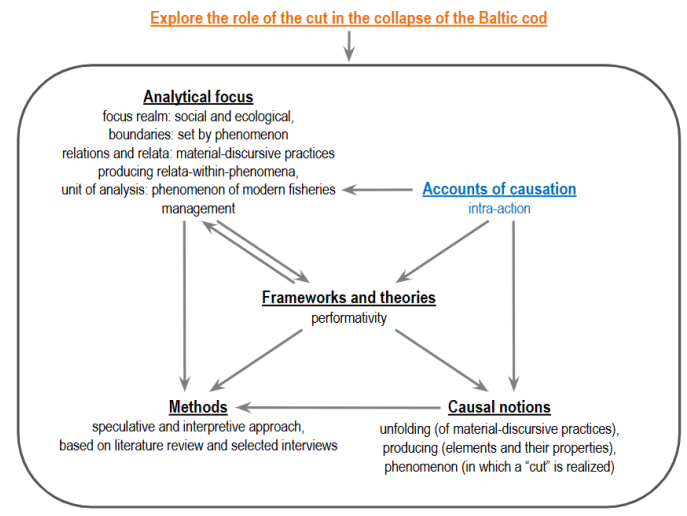 Explore the role of the cut in the collapse of the Baltic cod
Analytical focus
focus realm: social and ecological,
boundaries: set by phenomenon
relations and relata: material-discursive practices
producing relata-within-phenomena,
unit of analysis: phenomenon of modern fisheries
management
Accounts of causation
intra-action
Frameworks and theories
performativity
Methods
speculative and interpretive approach,
based on literature review and selected interviews
Causal notions
unfolding (of material-discursive practices),
producing (elements and their properties),
phenomenon (in which a “cut” is realized)